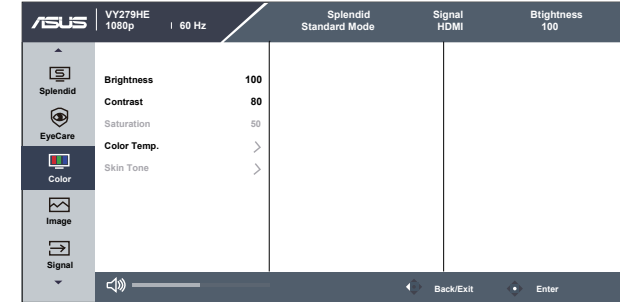 ASUS
VY279HE
1080p
60 Hz
Splendid
Standard Mode
Signal
HDMI
Btightness
100
Splendid
EyeCare
Color
Image
Signal
Brightness 100
Contrast 80
Saturation 50
Color Temp.
Skin Tone
Back/Exit
Enter